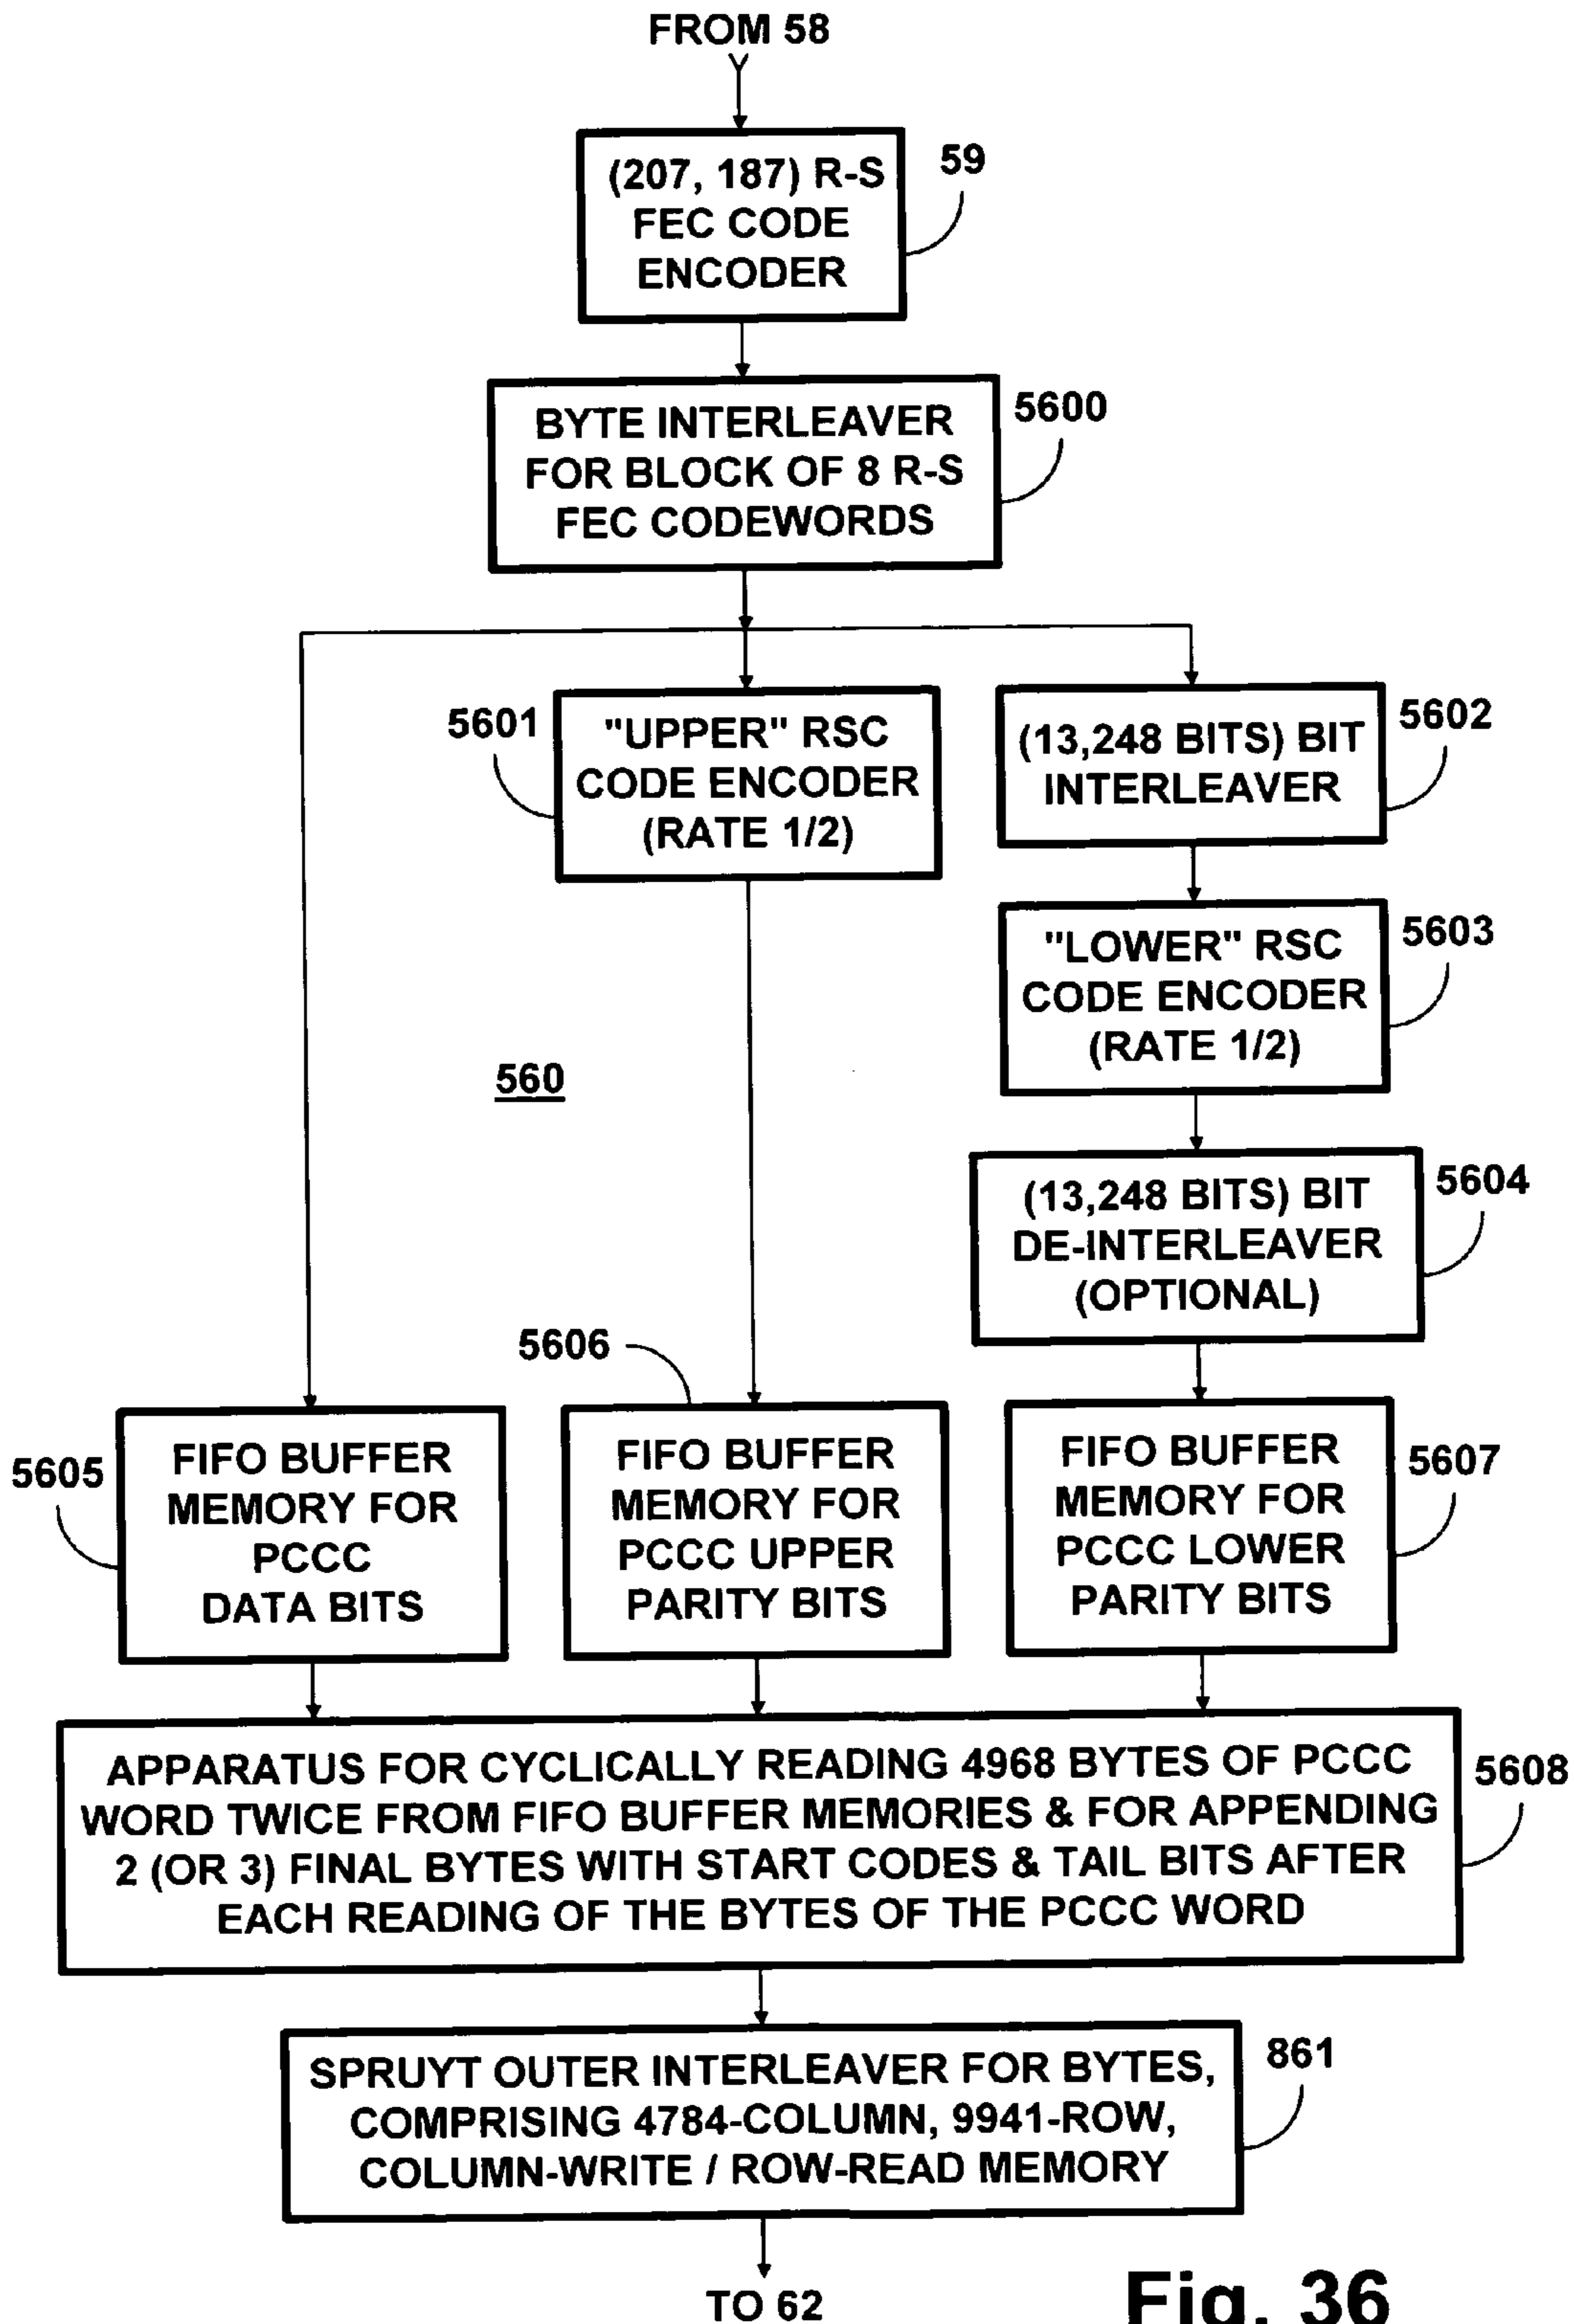 FROM 58
(207, 187) R-S
FEC CODE
ENCODER
59
BYTE INTERLEAVER
FOR BLOCK OF 8 R-S
FEC CODEWORDS
5600
5601
"UPPER" RSC
CODE ENCODER
(RATE 1/2)
(13,248 BITS) BIT
INTERLEAVER
5602
"LOWER" RSC
CODE ENCODER
(RATE 1/2)
5603
560
(13,248 BITS) BIT
DE-INTERLEAVER
(OPTIONAL)
5604
5605
FIFO BUFFER
MEMORY FOR
PCCC
DATA BITS
5606
FIFO BUFFER
MEMORY FOR
PCCC UPPER
PARITY BITS
FIFO BUFFER
MEMORY FOR
PCCC LOWER
PARITY BITS
5607
APPARATUS FOR CYCLICALLY READING 4968 BYTES OF PCCC
WORD TWICE FROM FIFO BUFFER MEMORIES & FOR APPENDING
2 (OR 3) FINAL BYTES WITH START CODES & TAIL BITS AFTER
EACH READING OF THE BYTES OF THE PCCC WORD
5608
SPRUYT OUTER INTERLEAVER FOR BYTES,
COMPRISING 4784-COLUMN, 9941-ROW,
COLUMN-WRITE / ROW-READ MEMORY
861
TO 62
Fig. 36